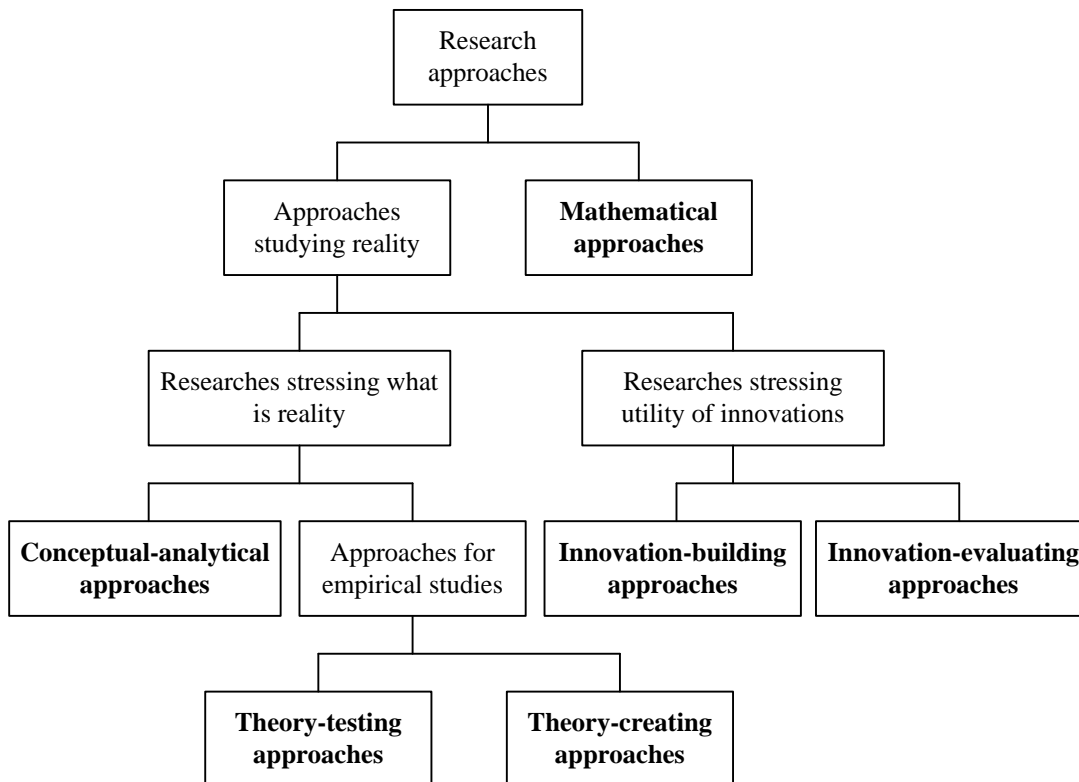 Research
approaches
Approaches
studying reality
Mathematical
approaches
Researches stressing what
is reality
Researches stressing
utility of innovations
Conceptual-analytical
approaches
Approaches for
empirical studies
Innovation-building
approaches
Innovation-evaluating
approaches
Theory-testing
approaches
Theory-creating
approaches